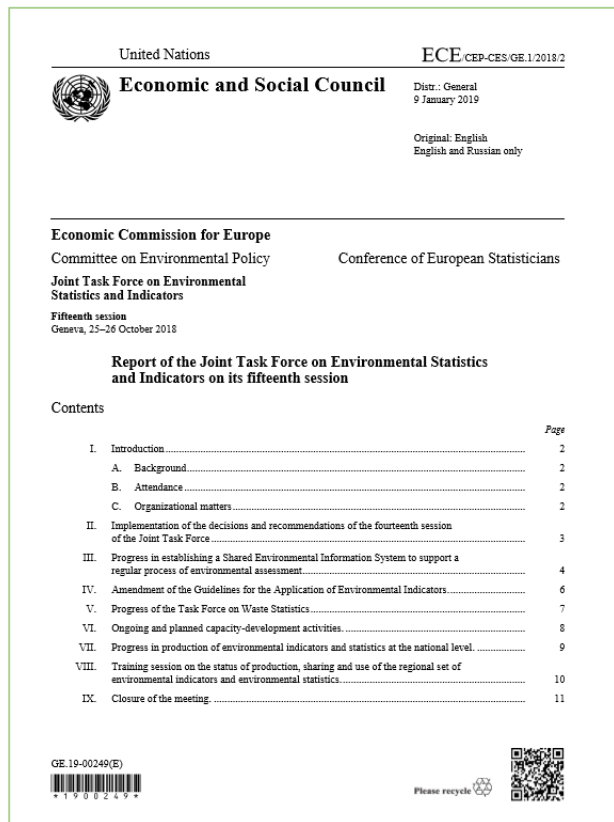 United Nations
ECE/CEP-CES/GE.1/2018/2
Economic and Social Council
Distr.: General
9 January 2019
Original: English
English and Russian only
Economic Commission for Europe
Committee on Environmental Policy
Conference of European Statisticians
Joint Task Force on Environmental
Statistics and Indicators
Fifteenth session
Geneva, 25–26 October 2018
Report of the Joint Task Force on Environmental Statistics
and Indicators on its fifteenth session
Contents
Page
I. Introduction 2
A. Background 2
B. Attendance 2
C. Organizational matters 2
II. Implementation of the decisions and recommendations of the fourteenth session
of the Joint Task Force 3
III. Progress in establishing a Shared Environmental Information System to support a
regular process of environmental assessment 4
IV. Amendment of the Guidelines for the Application of Environmental Indicators 6
V. Progress of the Task Force on Waste Statistics 7
VI. Ongoing and planned capacity-development activities. 8
VII. Progress in production of environmental indicators and statistics at the national level. 9
VIII. Training session on the status of production, sharing and use of the regional set of
environmental indicators and environmental statistics. 10
IX. Closure of the meeting. 11
GE.19-00249(E)
*1900249*
Please recycle